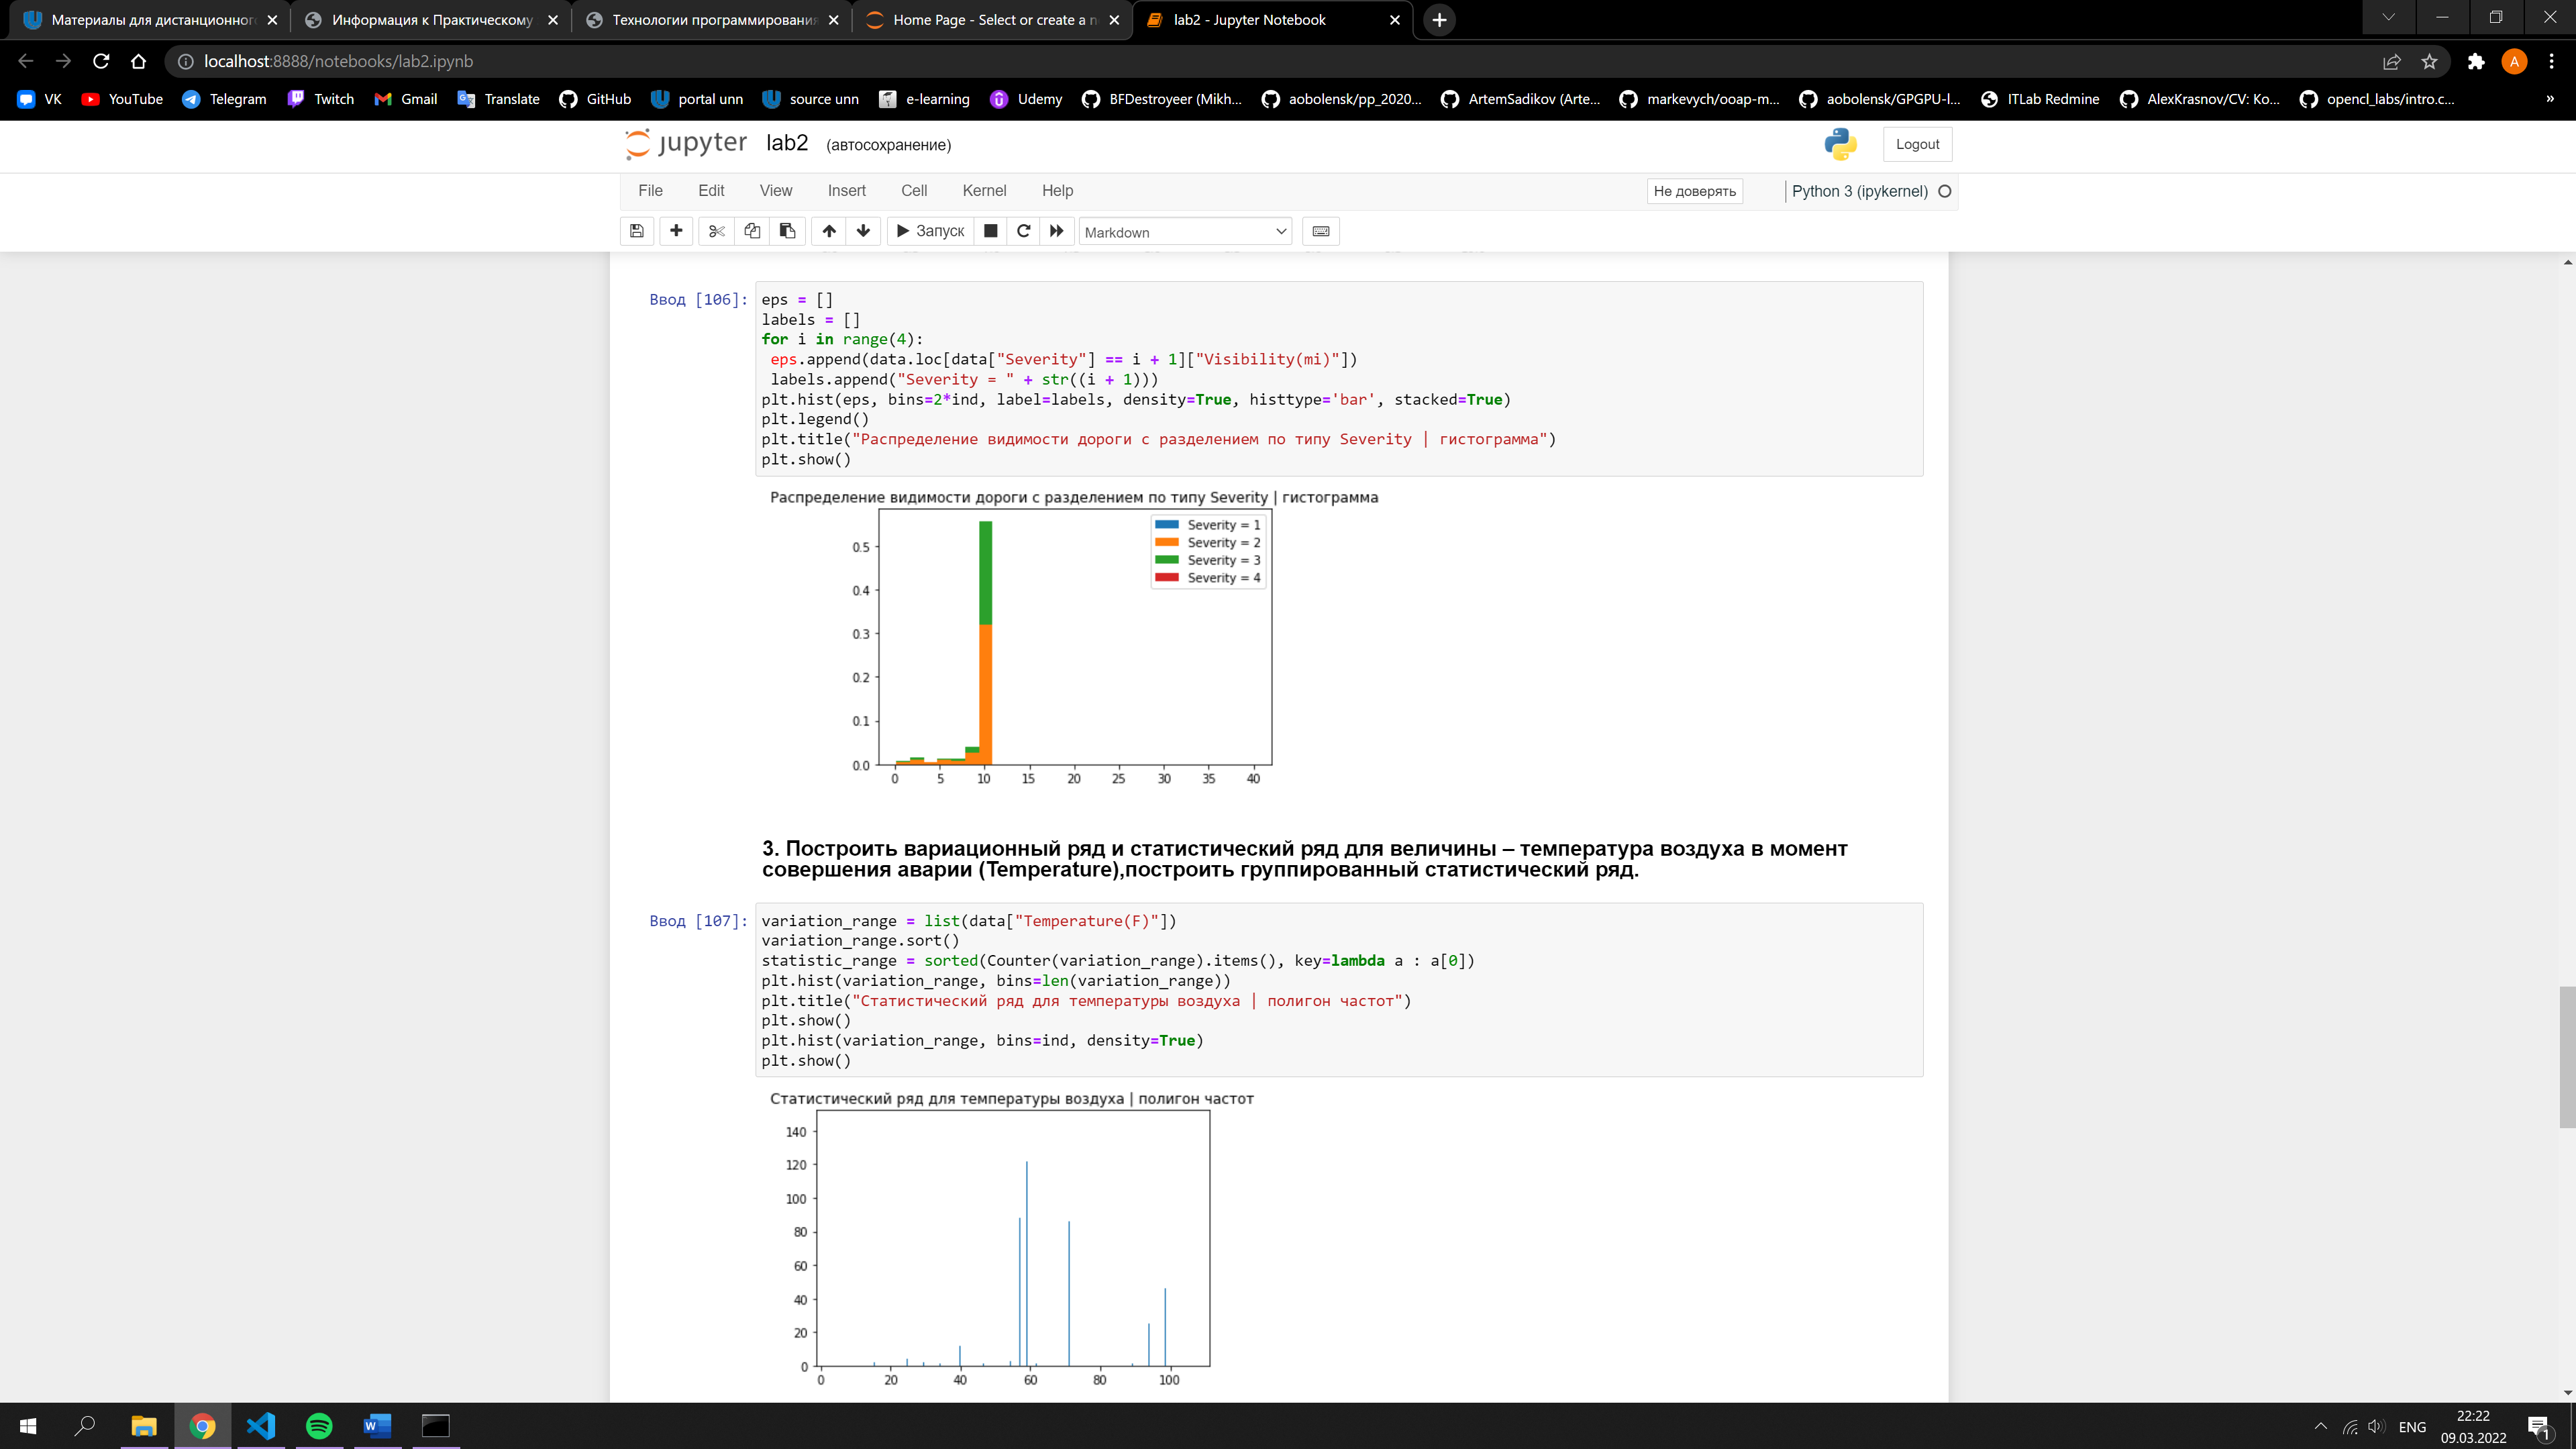 Материалы для дистанционног
Информация к Практическому
Технологии программирования
Home Page - Select or create a n
lab2 - Jupyter Notebook
localhost:8888/notebooks/lab2.ipynb
A
VK
YouTube
Telegram
Twitch
Gmail
Translate
GitHub
portal unn
source unn
e-learning
Udemy
BFDestroyeer (Mikh...
aobolensk/pp_2020...
ArtemSadikov (Arte...
markevych/ooap-m...
aobolensk/GPGPU-l...
ITLab Redmine
AlexKrasnov/CV: Ко...
opencl_labs/intro.c...
»
jupyter lab2 (автосохранение)
Logout
File Edit View Insert Cell Kernel Help
Не доверять
Python 3 (ipykernel)
Запуск
Markdown
Ввод [106]:
eps = []
labels = []
for i in range(4):
 eps.append(data.loc[data["Severity"] == i + 1]["Visibility(mi)"])
 labels.append("Severity = " + str((i + 1)))
plt.hist(eps, bins=2*ind, label=labels, density=True, histtype='bar', stacked=True)
plt.legend()
plt.title("Распределение видимости дороги с разделением по типу Severity | гистограмма")
plt.show()
Распределение видимости дороги с разделением по типу Severity | гистограмма
Severity = 1
Severity = 2
Severity = 3
Severity = 4
0.5
0.4
0.3
0.2
0.1
0.0
0 5 10 15 20 25 30 35 40
3. Построить вариационный ряд и статистический ряд для величины – температура воздуха в момент
совершения аварии (Temperature),построить группированный статистический ряд.
Ввод [107]:
variation_range = list(data["Temperature(F)"])
variation_range.sort()
statistic_range = sorted(Counter(variation_range).items(), key=lambda a : a[0])
plt.hist(variation_range, bins=len(variation_range))
plt.title("Статистический ряд для температуры воздуха | полигон частот")
plt.show()
plt.hist(variation_range, bins=ind, density=True)
plt.show()
Статистический ряд для температуры воздуха | полигон частот
140
120
100
80
60
40
20
0
0 20 40 60 80 100
ENG
22:22
09.03.2022
1